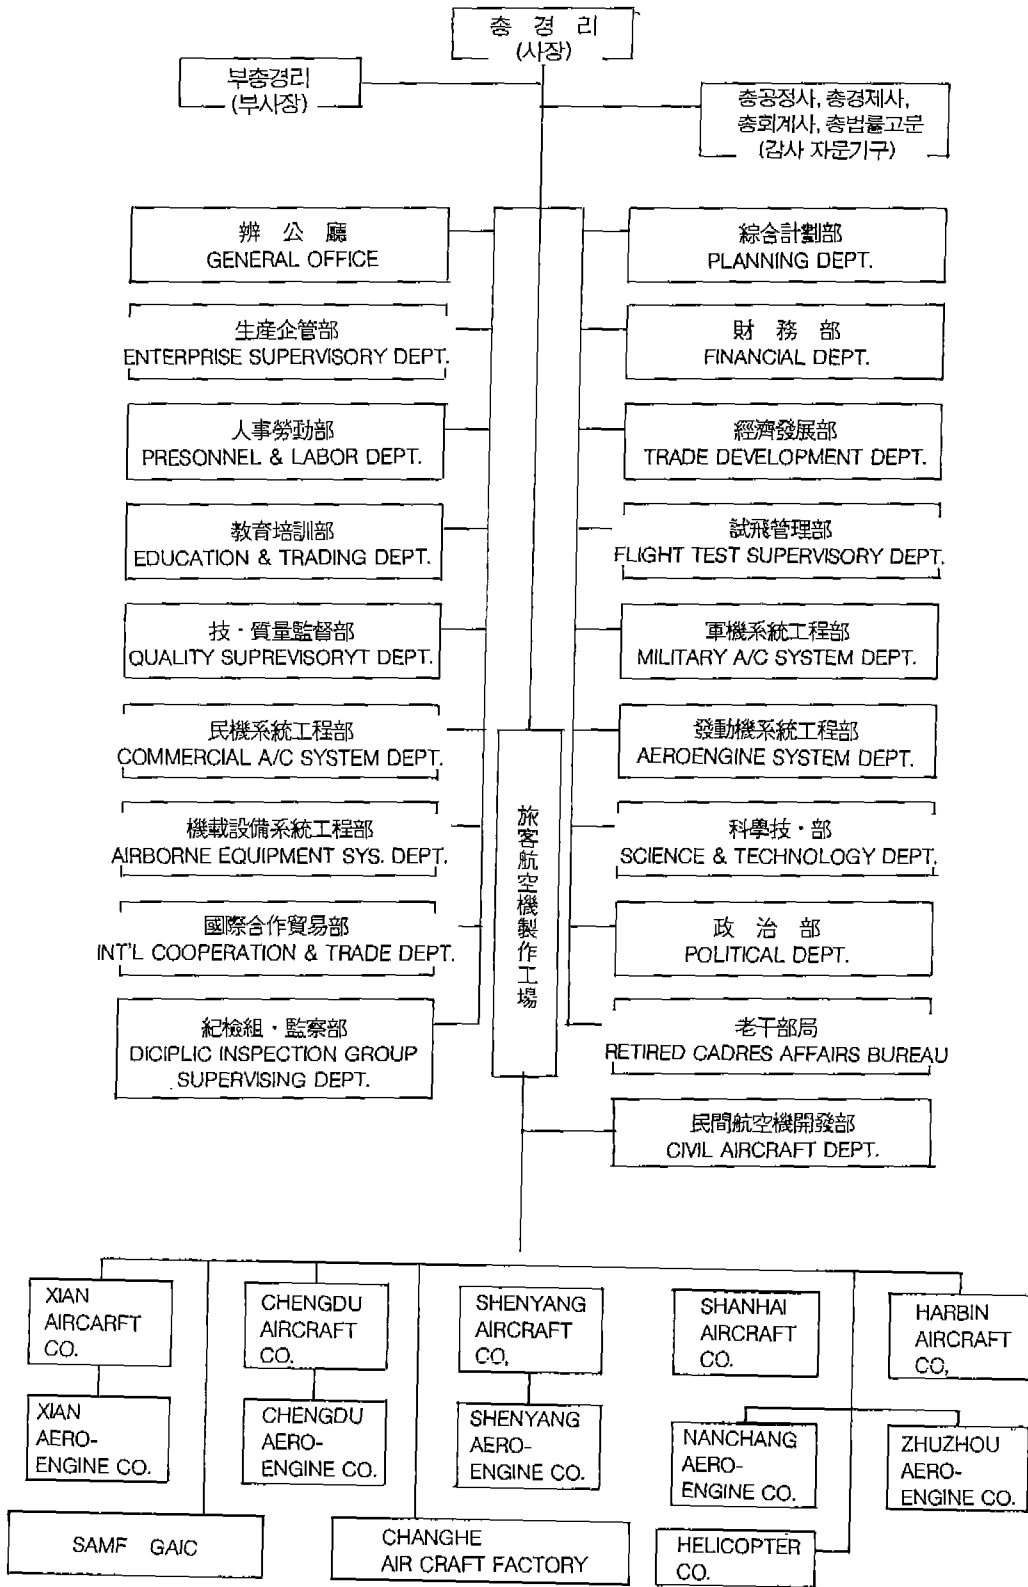 총 경 리
(사장)
부총경리
(부사장)
총공정사, 총경제사,
총회계사, 총법률고문
(감사 자문기구)
辨 公 廳
GENERAL OFFICE
綜合計劃部
PLANNING DEPT.
生産企管部
ENTERPRISE SUPERVISORY DEPT.
財 務 部
FINANCIAL DEPT.
人事勞動部
PRESONNEL & LABOR DEPT.
經濟發展部
TRADE DEVELOPMENT DEPT.
教育培訓部
EDUCATION & TRADING DEPT.
試飛管理部
FLIGHT TEST SUPERVISORY DEPT.
技·質量監督部
QUALITY SUPREVISORYT DEPT.
軍機系統工程部
MILITARY A/C SYSTEM DEPT.
民機系統工程部
COMMERCIAL A/C SYSTEM DEPT.
發動機系統工程部
AEROENGINE SYSTEM DEPT.
機載設備系統工程部
AIRBORNE EQUIPMENT SYS. DEPT.
科學技·部
SCIENCE & TECHNOLOGY DEPT.
國際合作貿易部
INT'L COOPERATION & TRADE DEPT.
政 治 部
POLITICAL DEPT.
紀檢組·監察部
DICIPLIC INSPECTION GROUP
SUPERVISING DEPT.
老干部局
RETIRED CADRES AFFAIRS BUREAU
旅客航空機製作工場
民間航空機開發部
CIVIL AIRCRAFT DEPT.
XIAN
AIRCARFT
CO.
CHENGDU
AIRCRAFT
CO.
SHENYANG
AIRCRAFT
CO,
SHANHAI
AIRCRAFT
CO.
HARBIN
AIRCRAFT
CO,
XIAN
AERO-
ENGINE CO.
CHENGDU
AERO-
ENGINE CO.
SHENYANG
AERO-
ENGINE CO.
NANCHANG
AERO-
ENGINE CO.
ZHUZHOU
AERO-
ENGINE CO.
SAMF GAIC
CHANGHE
AIR CRAFT FACTORY
HELICOPTER
CO.